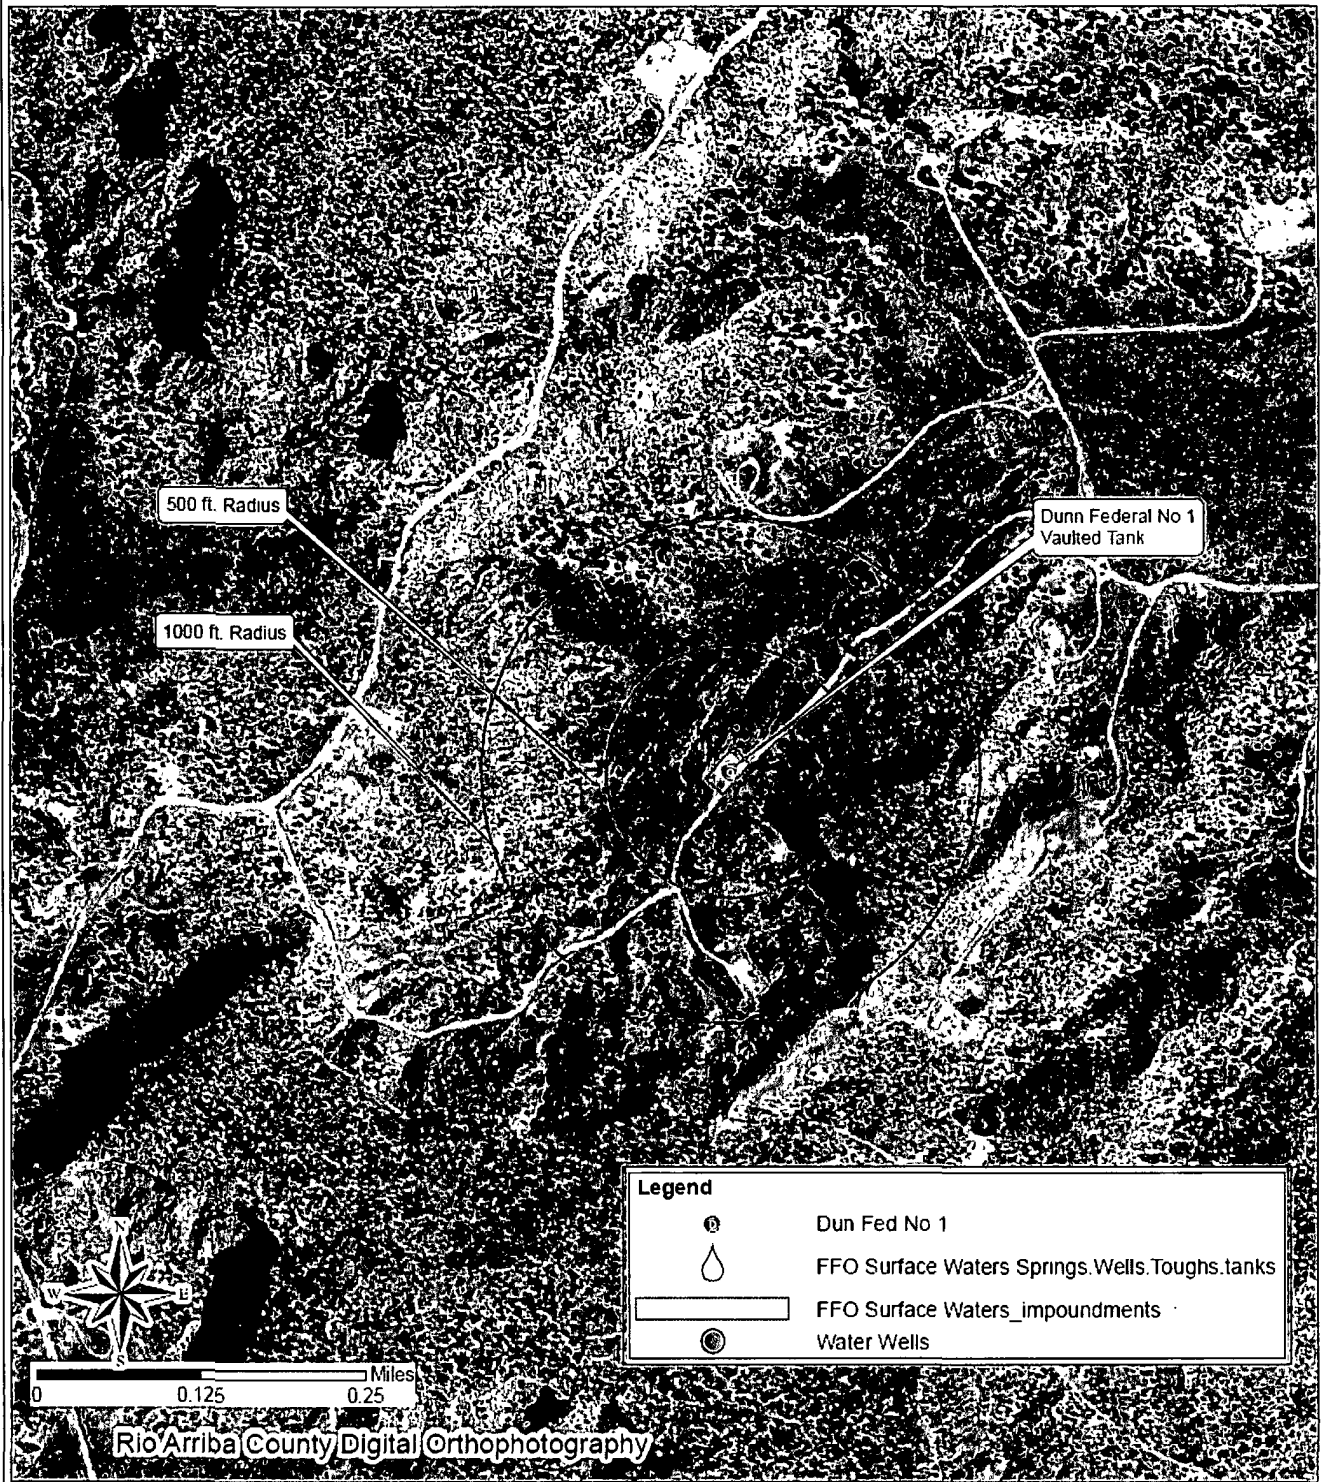 500 ft. Radius
Dunn Federal No 1
Vaulted Tank
1000 ft. Radius
Legend
Dun Fed No 1
FFO Surface Waters Springs.Wells.Toughs.tanks
FFO Surface Waters_impoundments
Water Wells
N
W E
S
Miles
0 0.125 0.25
Rio Arriba County Digital Orthophotography